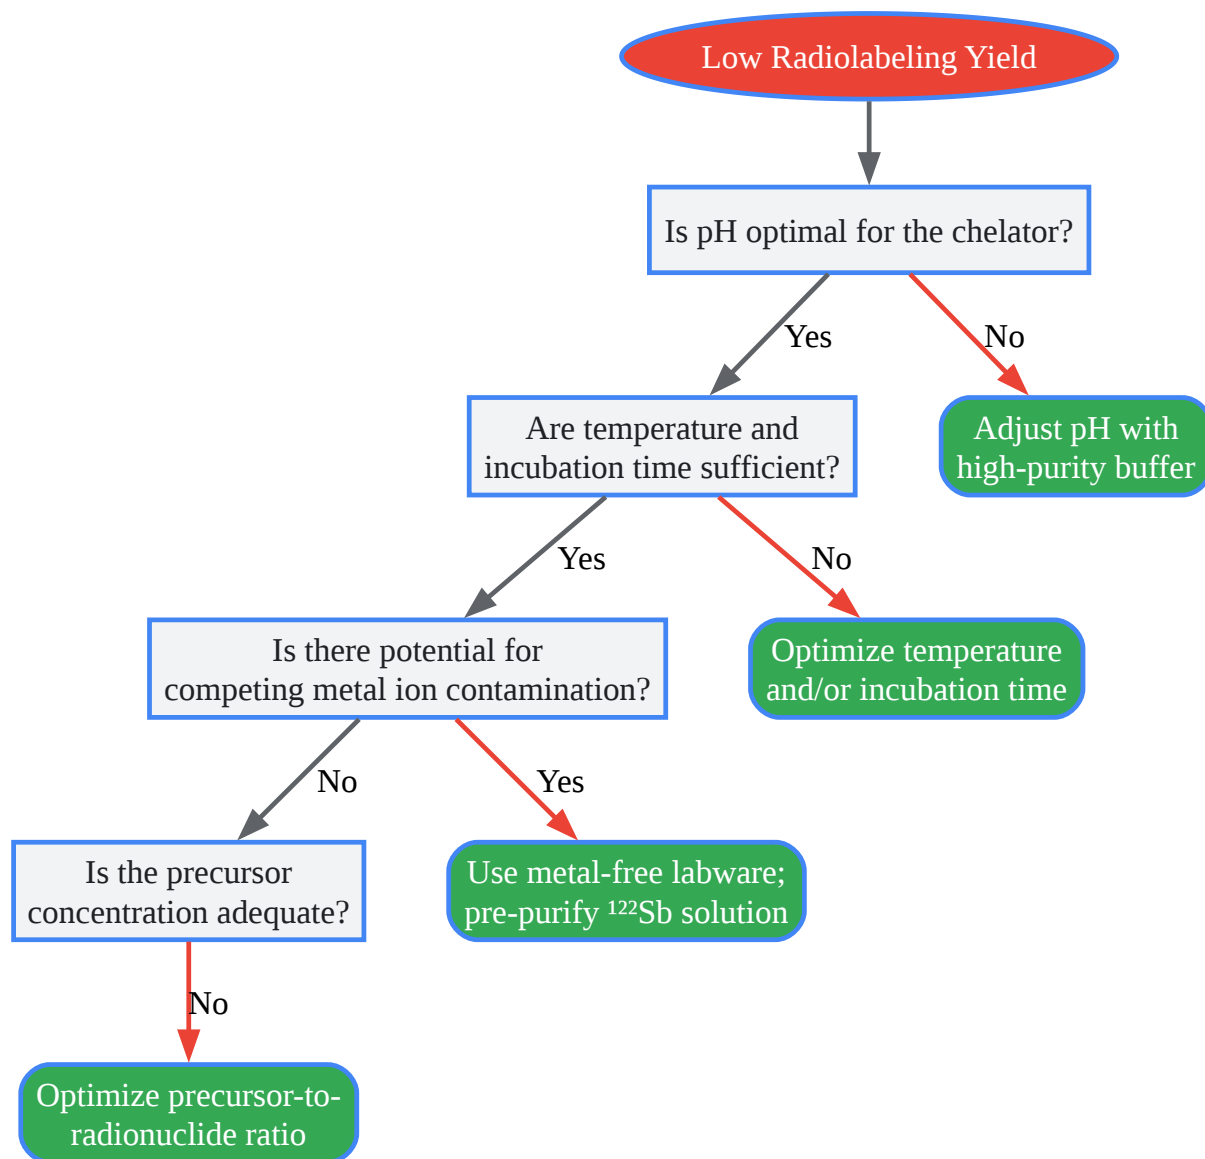 Low Radiolabeling Yield
Is pH optimal for the chelator?
Yes
No
Are temperature and
incubation time sufficient?
Adjust pH with
high-purity buffer
Yes
No
Is there potential for
competing metal ion contamination?
Optimize temperature
and/or incubation time
No
Yes
Is the precursor
concentration adequate?
Use metal-free labware;
pre-purify ¹²²Sb solution
No
Optimize precursor-to-
radionuclide ratio